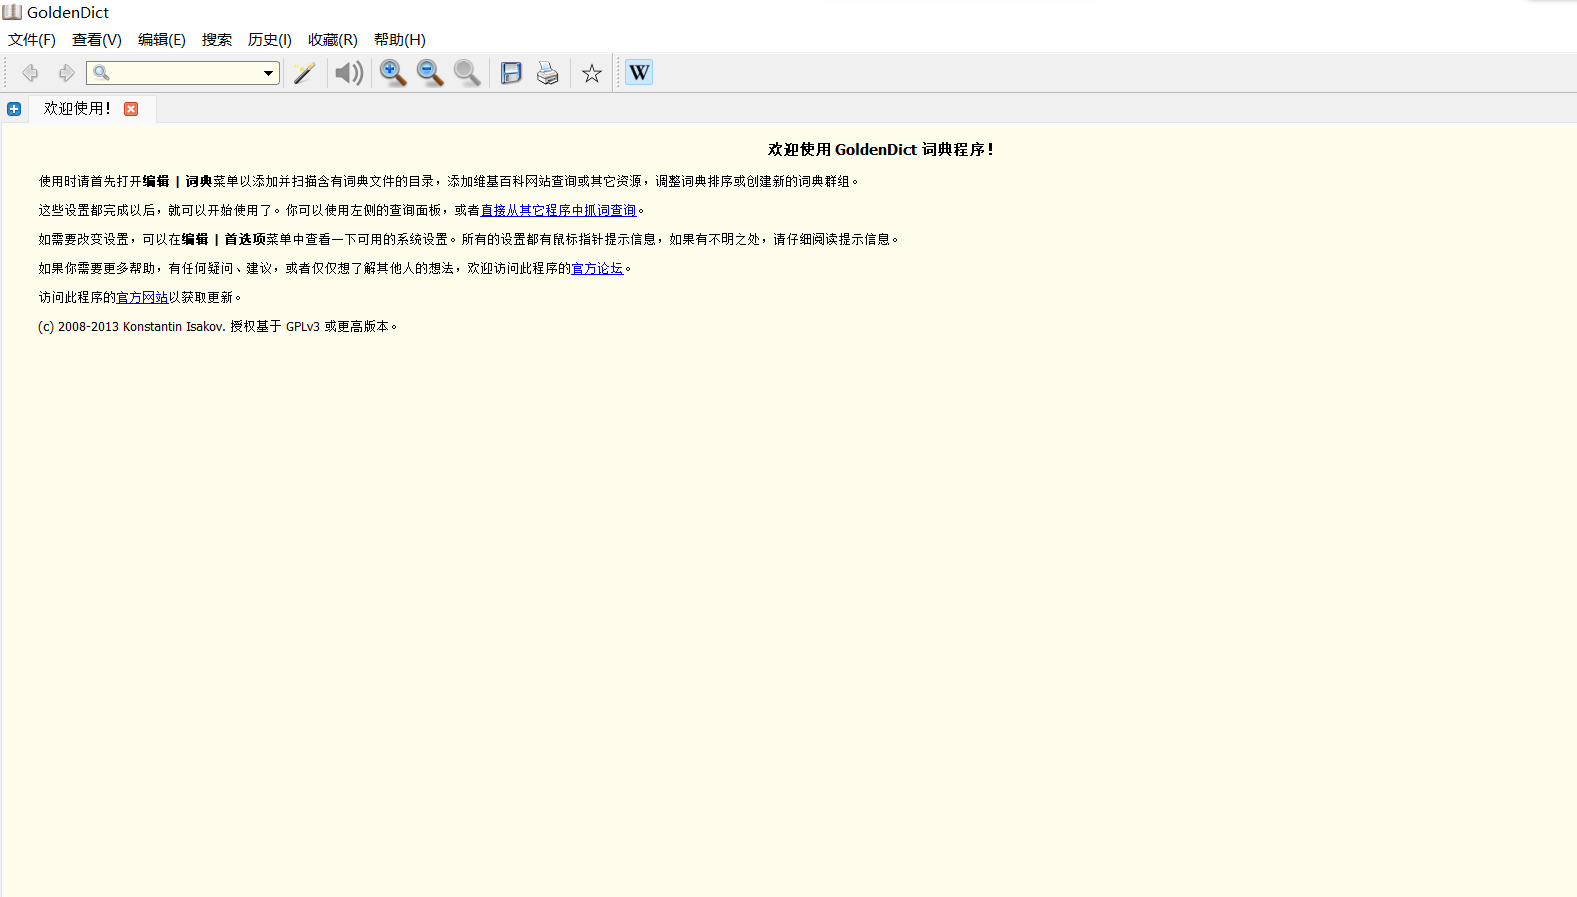 GoldenDict
文件(F) 查看(V) 编辑(E) 搜索 历史(I) 收藏(R) 帮助(H)
W
欢迎使用！
欢迎使用 GoldenDict 词典程序！
使用时请首先打开编辑 | 词典菜单以添加并扫描含有词典文件的目录，添加维基百科网站查询或其它资源，调整词典排序或创建新的词典群组。
这些设置都完成以后，就可以开始使用了。你可以使用左侧的查询面板，或者直接从其它程序中抓词查询。
如需要改变设置，可以在编辑 | 首选项菜单中查看一下可用的系统设置。所有的设置都有鼠标指针提示信息，如果有不明之处，请仔细阅读提示信息。
如果你需要更多帮助，有任何疑问、建议，或者仅仅想了解其他人的想法，欢迎访问此程序的官方论坛。
访问此程序的官方网站以获取更新。
(c) 2008-2013 Konstantin Isakov. 授权基于 GPLv3 或更高版本。